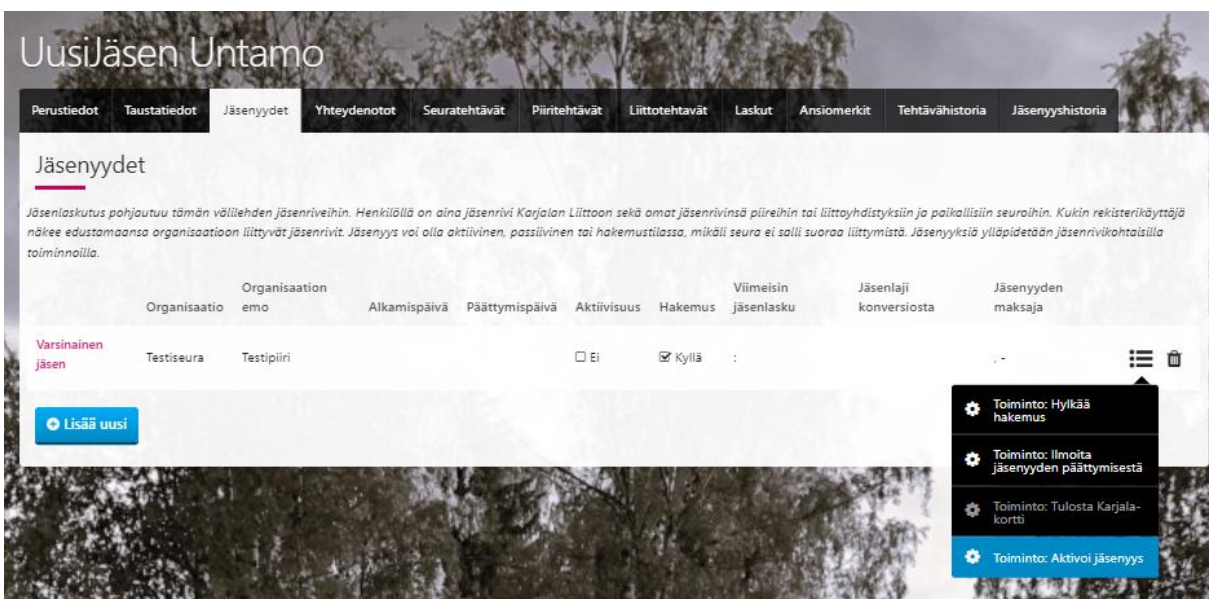 UusiJäsen Untamo
Perustiedot Taustatiedot Jäsenyydet Yhteydenotot Seuratehtävät Piiritehtävät Liittotehtavät Laskut Ansiomerkit Tehtävähistoria Jäsenyyshistoria
Jäsenyydet
Jäsenlaskutus pohjautuu tämän välilehden jäsenriveihin. Henkilöllä on aina jäsenrivi Karjalan Liittoon sekä omat jäsenrivinsä piireihin tai liittoyhdistyksiin ja paikallisiin seuroihin. Kukin rekisterikäyttäjä
näkee edustamaansa organisaatioon liittyvät jäsenrivit. Jäsenyys voi olla aktiivinen, passiivinen tai hakemustilassa, mikäli seura ei salli suoraa liittymistä. Jäsenyyksiä ylläpidetään jäsenrivikohtaisilla
toiminnoilla.
Organisaatio Organisaation emo Alkamispäivä Päättymispäivä Aktiivisuus Hakemus Viimeisin jäsenlasku Jäsenlaji konversiosta Jäsenyyden maksaja
Varsinainen
jäsen
Testiseura Testipiiri Ei Kyllä : , -
Lisää uusi
Toiminto: Hylkää
hakemus
Toiminto: Ilmoita
jäsenyyden päättymisestä
Toiminto: Tulosta Karjala-
kortti
Toiminto: Aktivoi jäsenyys